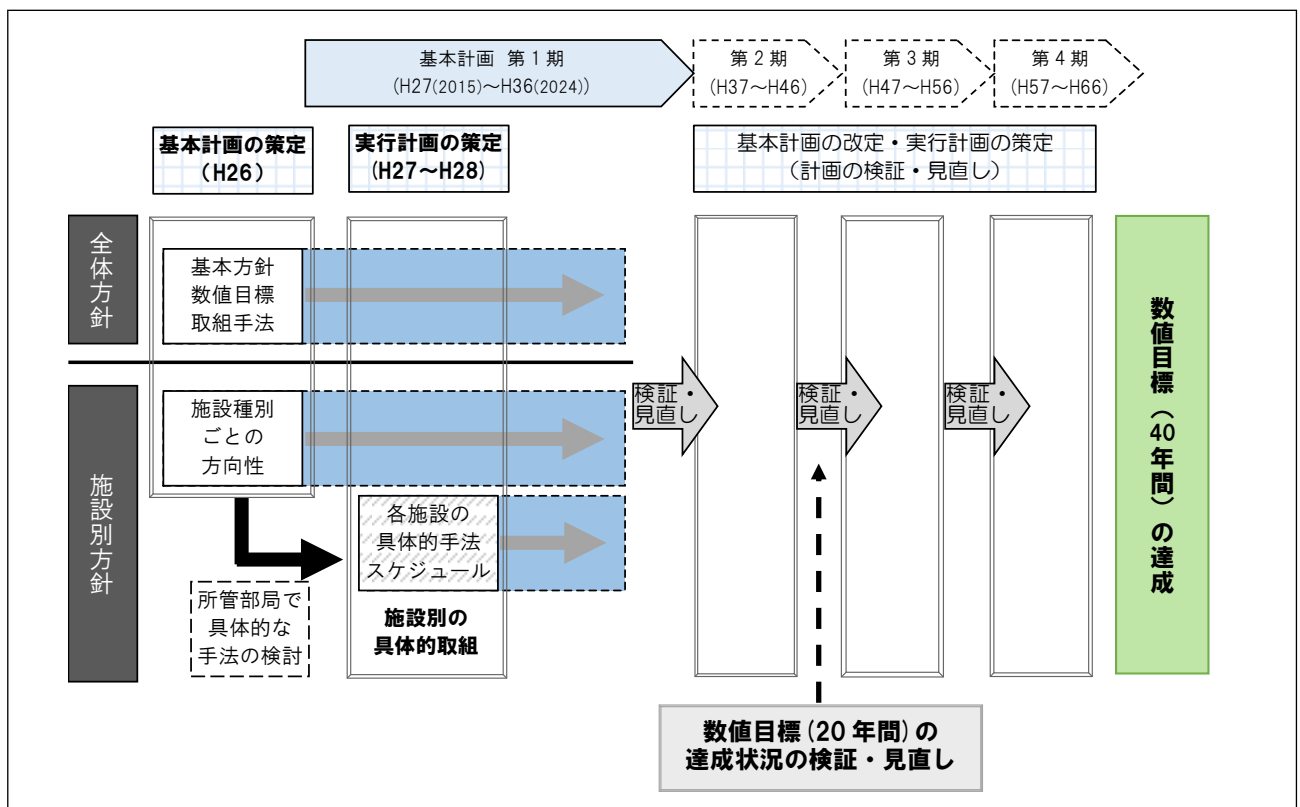 基本計画 第1期
(H27(2015)～H36(2024))
第2期
(H37～H46)
第3期
(H47～H56)
第4期
(H57～H66)
基本計画の策定
(H26)
実行計画の策定
(H27～H28)
基本計画の改定・実行計画の策定
(計画の検証・見直し)
全体方針
基本方針
数値目標
取組手法
施設別方針
施設種別
ごとの
方向性
各施設の
具体的手法
スケジュール
所管部局で
具体的な
手法の検討
施設別の
具体的取組
検証・
見直し
検証・
見直し
検証・
見直し
数値目標（40年間）の達成
数値目標(20年間)の
達成状況の検証・見直し